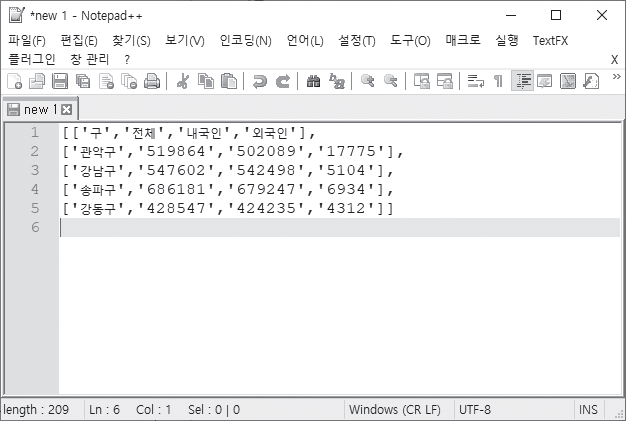 *new 1 - Notepad++
파일(F) 편집(E) 찾기(S) 보기(V) 인코딩(N) 언어(L) 설정(T) 도구(O) 매크로 실행 TextFX
플러그인 창 관리 ? X
new 1
1 [['구','전체','내국인','외국인'],
2 ['관악구','519864','502089','17775'],
3 ['강남구','547602','542498','5104'],
4 ['송파구','686181','679247','6934'],
5 ['강동구','428547','424235','4312']]
6
length : 209 Ln : 6 Col : 1 Sel : 0 | 0 Windows (CR LF) UTF-8 INS